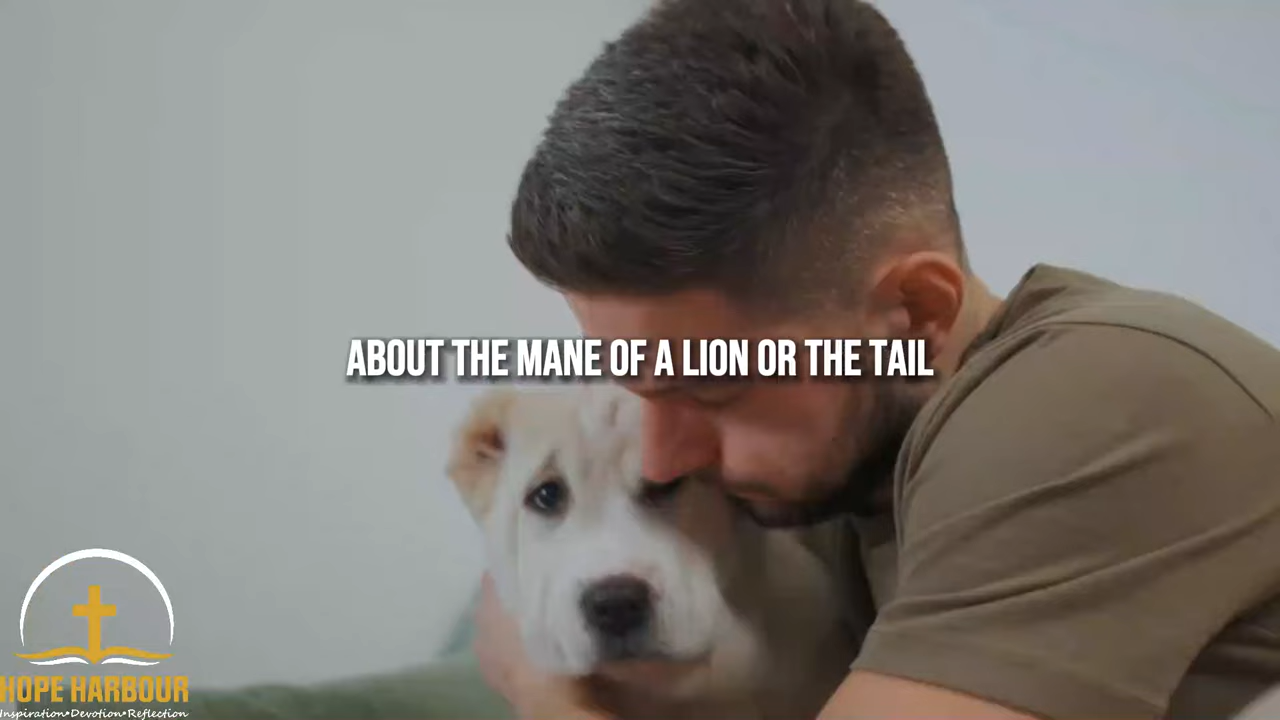 ABOUT THE MANE OF A LION OR THE TAIL
HOPE HARBOUR
Inspiration•Devotion•Reflection